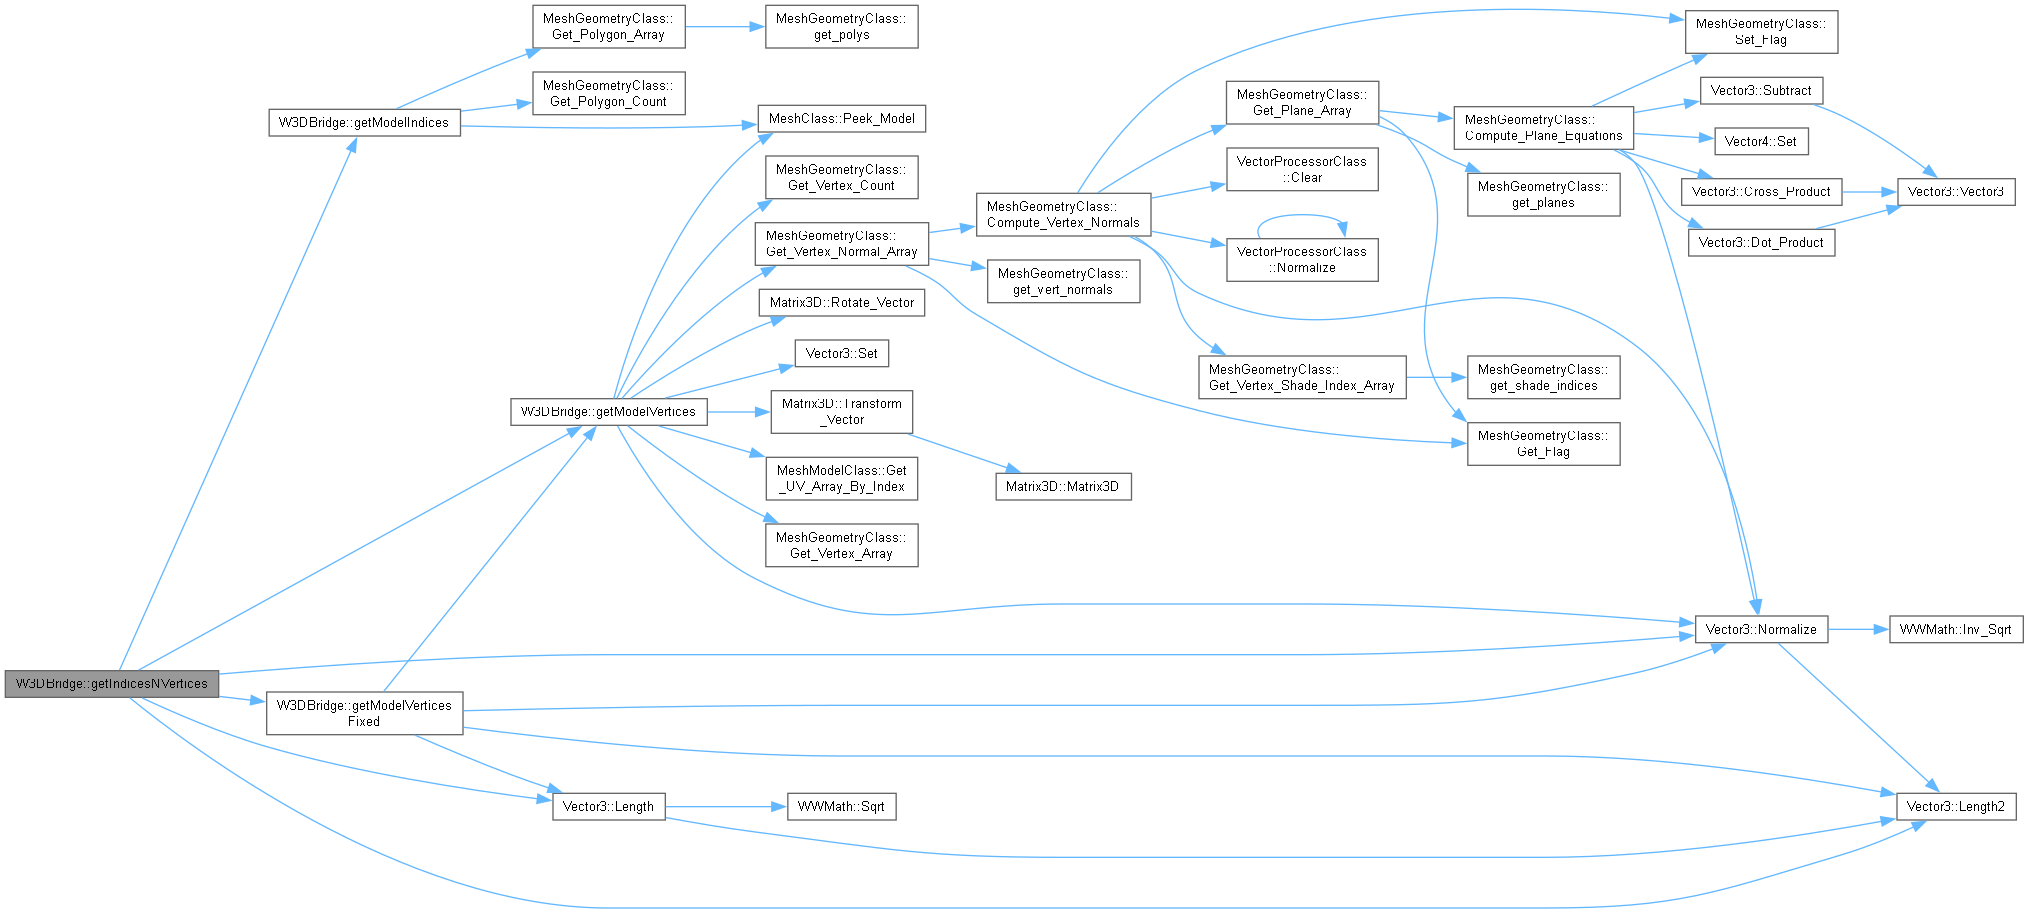 MeshGeometryClass::
Get_Polygon_Array
MeshGeometryClass::
get_polys
MeshGeometryClass::
Get_Polygon_Count
W3DBridge::getModelIndices
MeshClass::Peek_Model
MeshGeometryClass::
Get_Vertex_Count
MeshGeometryClass::
Get_Vertex_Normal_Array
Matrix3D::Rotate_Vector
Vector3::Set
W3DBridge::getModelVertices
Matrix3D::Transform
_Vector
MeshModelClass::Get
_UV_Array_By_Index
MeshGeometryClass::
Get_Vertex_Array
Matrix3D::Matrix3D
MeshGeometryClass::
Compute_Vertex_Normals
MeshGeometryClass::
get_vert_normals
MeshGeometryClass::
Get_Plane_Array
VectorProcessorClass
::Clear
VectorProcessorClass
::Normalize
MeshGeometryClass::
Get_Vertex_Shade_Index_Array
MeshGeometryClass::
Compute_Plane_Equations
MeshGeometryClass::
get_planes
MeshGeometryClass::
get_shade_indices
MeshGeometryClass::
Get_Flag
MeshGeometryClass::
Set_Flag
Vector3::Subtract
Vector4::Set
Vector3::Cross_Product
Vector3::Dot_Product
Vector3::Vector3
Vector3::Normalize
WWMath::Inv_Sqrt
W3DBridge::getIndicesNVertices
W3DBridge::getModelVertices
Fixed
Vector3::Length
WWMath::Sqrt
Vector3::Length2